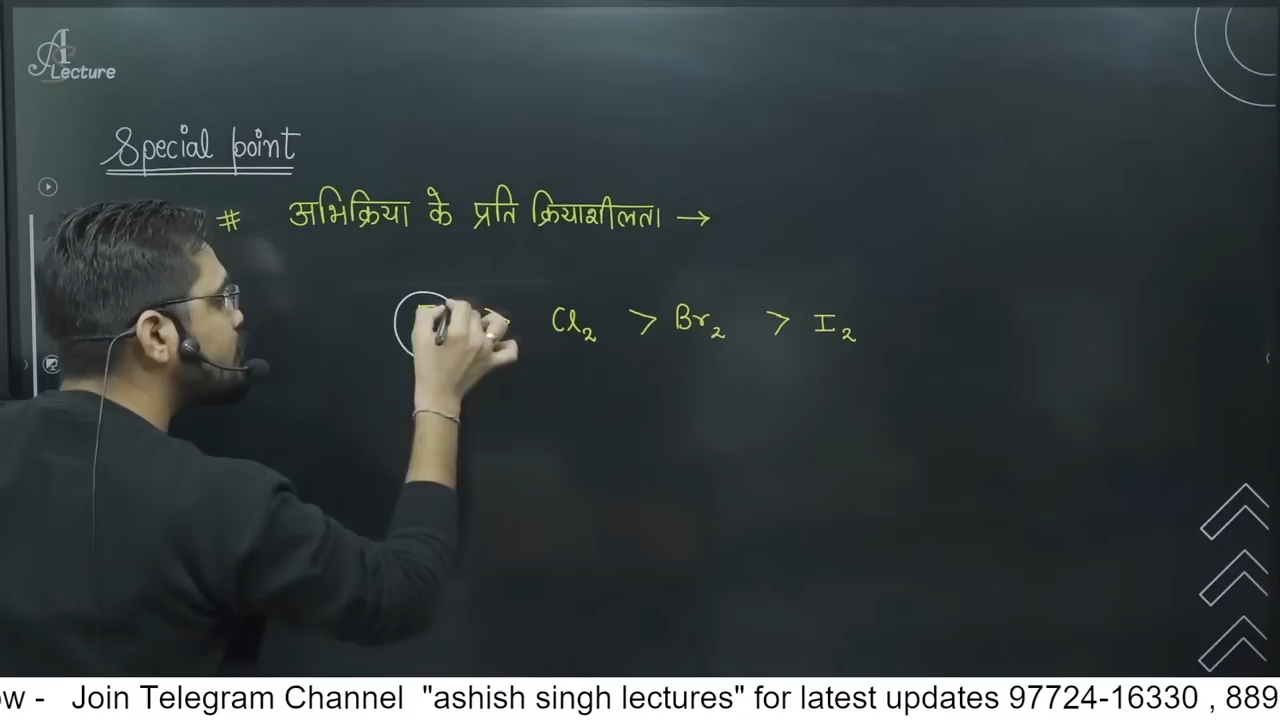 A
Lecture
Special point
# अभिक्रिया के प्रति क्रियाशीलता →
> Cl₂ > Br₂ > I₂
ow - Join Telegram Channel "ashish singh lectures" for latest updates 97724-16330 , 889